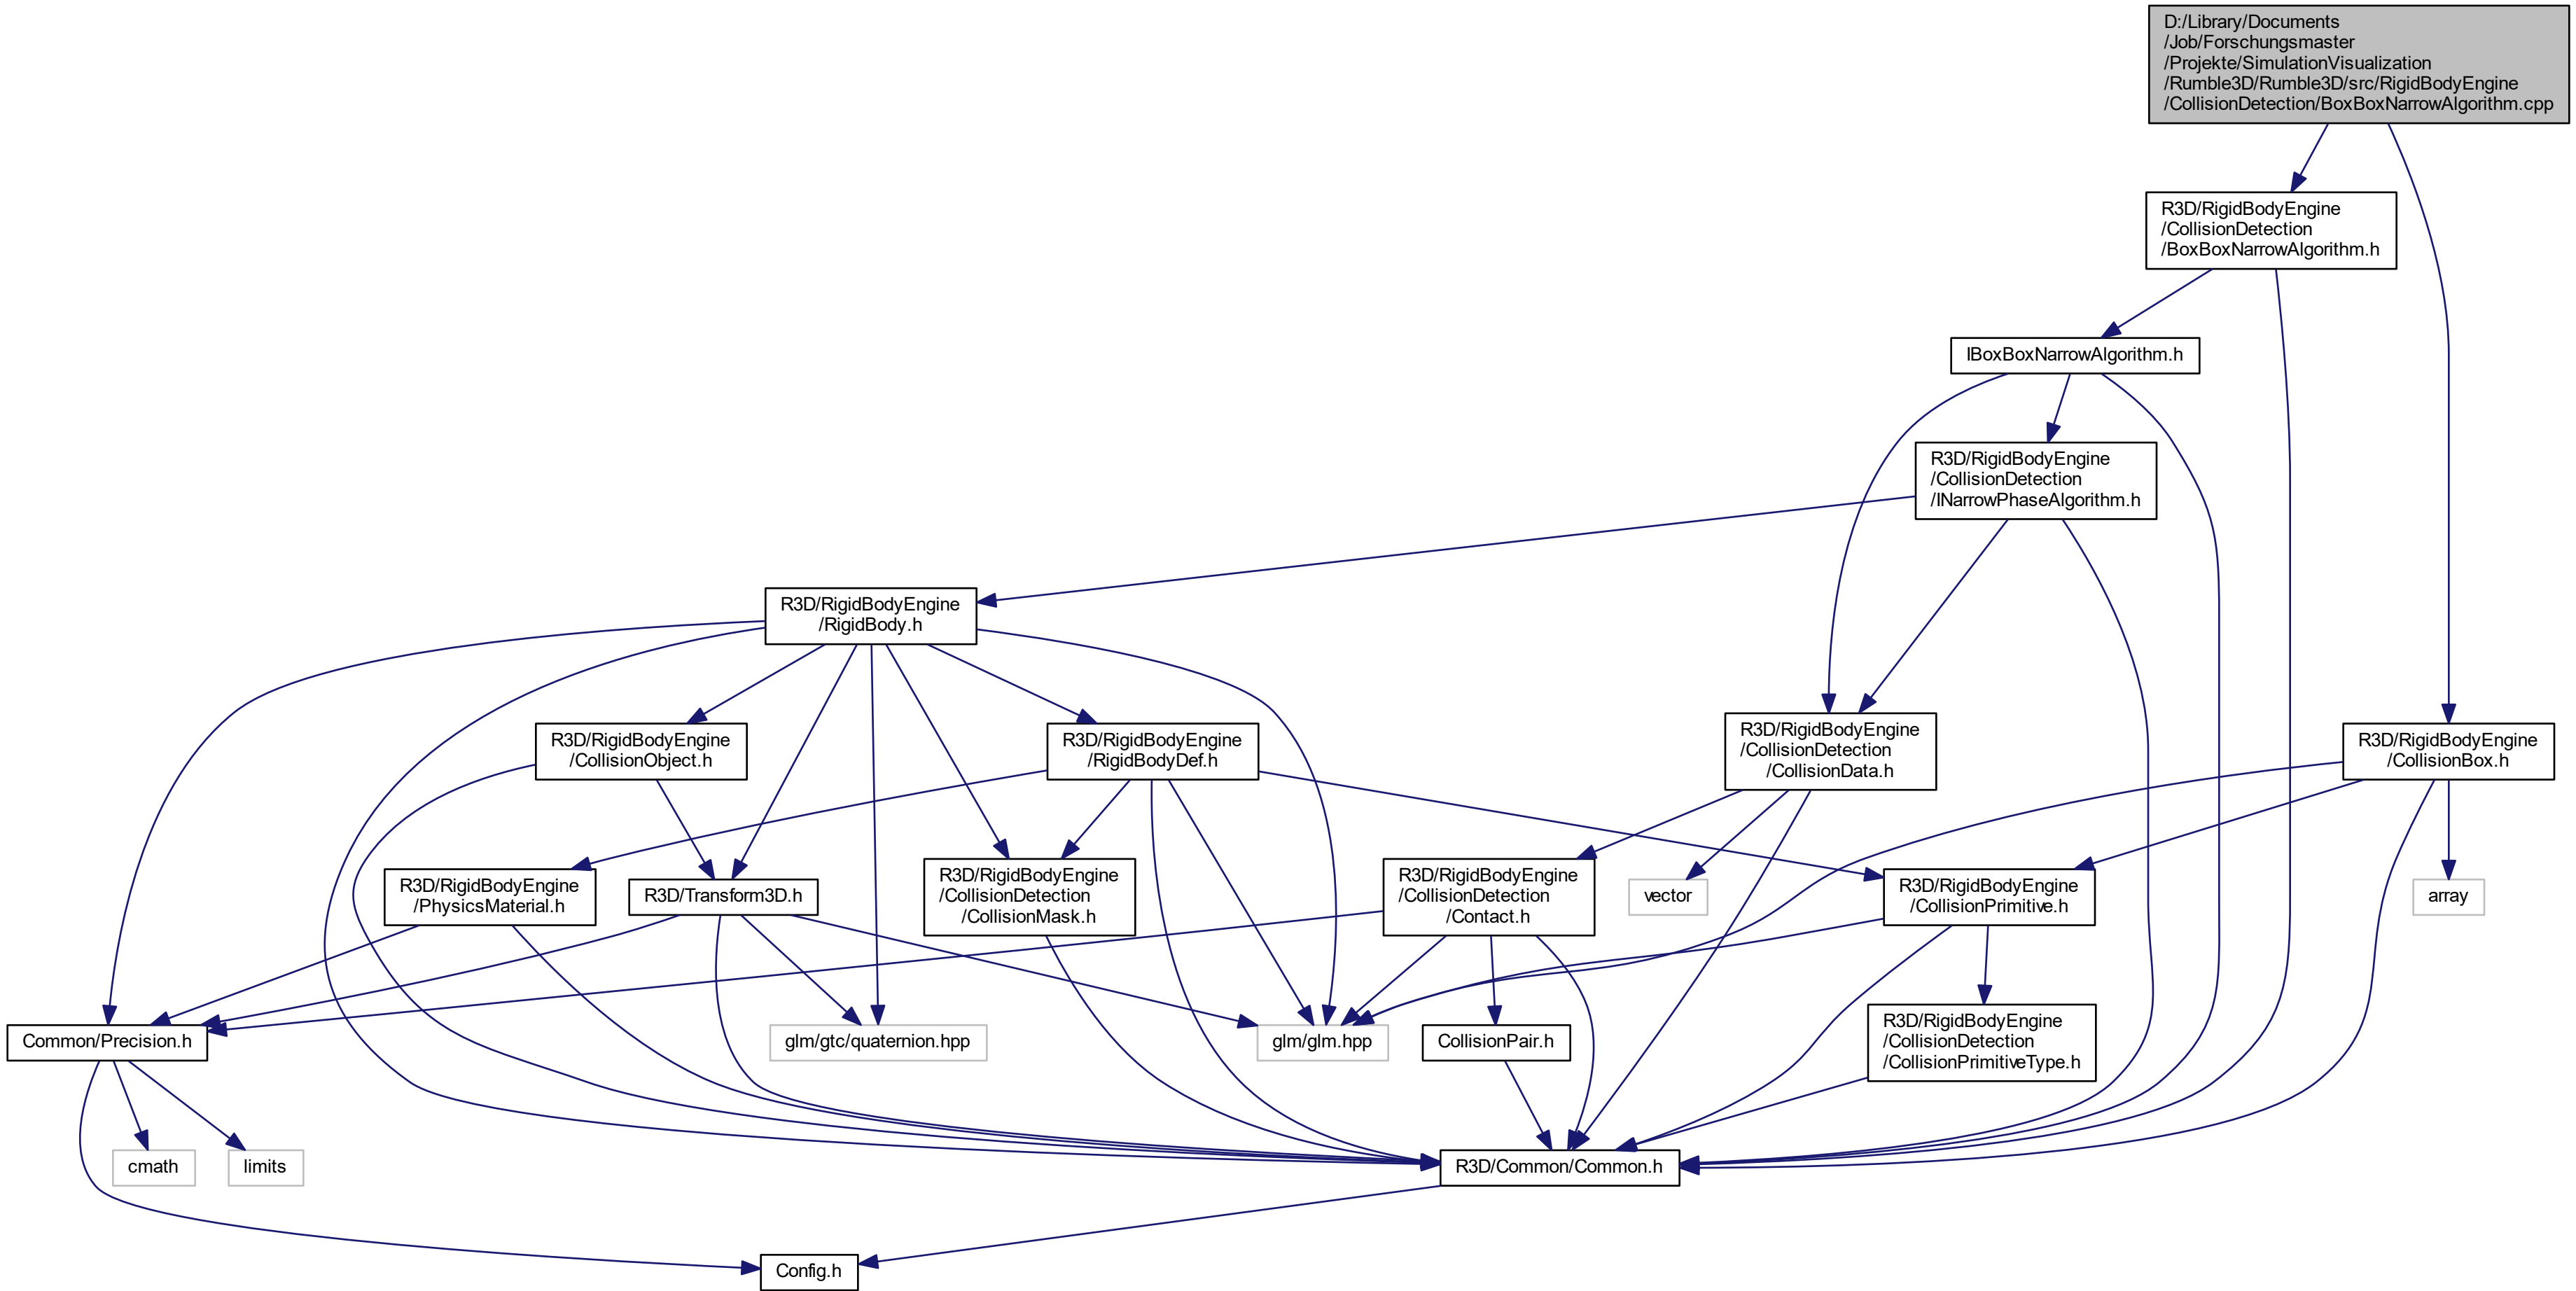 D:/Library/Documents
/Job/Forschungsmaster
/Projekte/SimulationVisualization
/Rumble3D/Rumble3D/src/RigidBodyEngine
/CollisionDetection/BoxBoxNarrowAlgorithm.cpp
R3D/RigidBodyEngine
/CollisionDetection
/BoxBoxNarrowAlgorithm.h
IBoxBoxNarrowAlgorithm.h
R3D/RigidBodyEngine
/CollisionDetection
/INarrowPhaseAlgorithm.h
R3D/RigidBodyEngine
/RigidBody.h
R3D/RigidBodyEngine
/CollisionObject.h
R3D/RigidBodyEngine
/RigidBodyDef.h
R3D/RigidBodyEngine
/CollisionDetection
/CollisionData.h
R3D/RigidBodyEngine
/CollisionBox.h
R3D/RigidBodyEngine
/PhysicsMaterial.h
R3D/Transform3D.h
R3D/RigidBodyEngine
/CollisionDetection
/CollisionMask.h
R3D/RigidBodyEngine
/CollisionDetection
/Contact.h
vector
R3D/RigidBodyEngine
/CollisionPrimitive.h
array
Common/Precision.h
glm/gtc/quaternion.hpp
glm/glm.hpp
CollisionPair.h
R3D/RigidBodyEngine
/CollisionDetection
/CollisionPrimitiveType.h
cmath
limits
R3D/Common/Common.h
Config.h